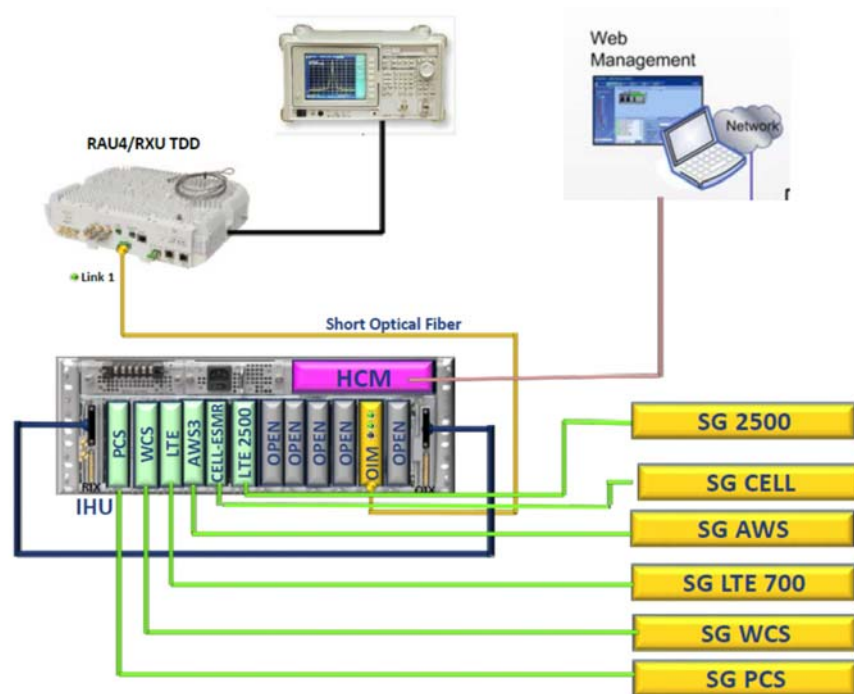 Web
Management
Network
RAU4/RXU TDD
Link 1
Short Optical Fiber
HCM
PCS
WCS
LTE
AWS3
CELL-ESMR
LTE 2500
OPEN
OPEN
OPEN
OPEN
OIM
OPEN
IHU
SG 2500
SG CELL
SG AWS
SG LTE 700
SG WCS
SG PCS